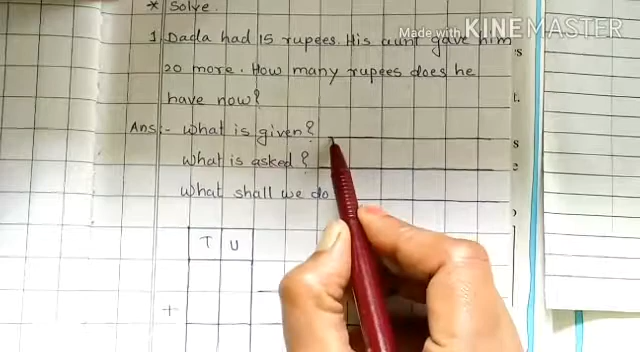 * Solve.
Made with KINEMASTER
1 Dada had 15 rupees. His aunt gave him
20 more. How many rupees does he
have now?
Ans:- What is given?
What is asked?
What shall we do
T U
+